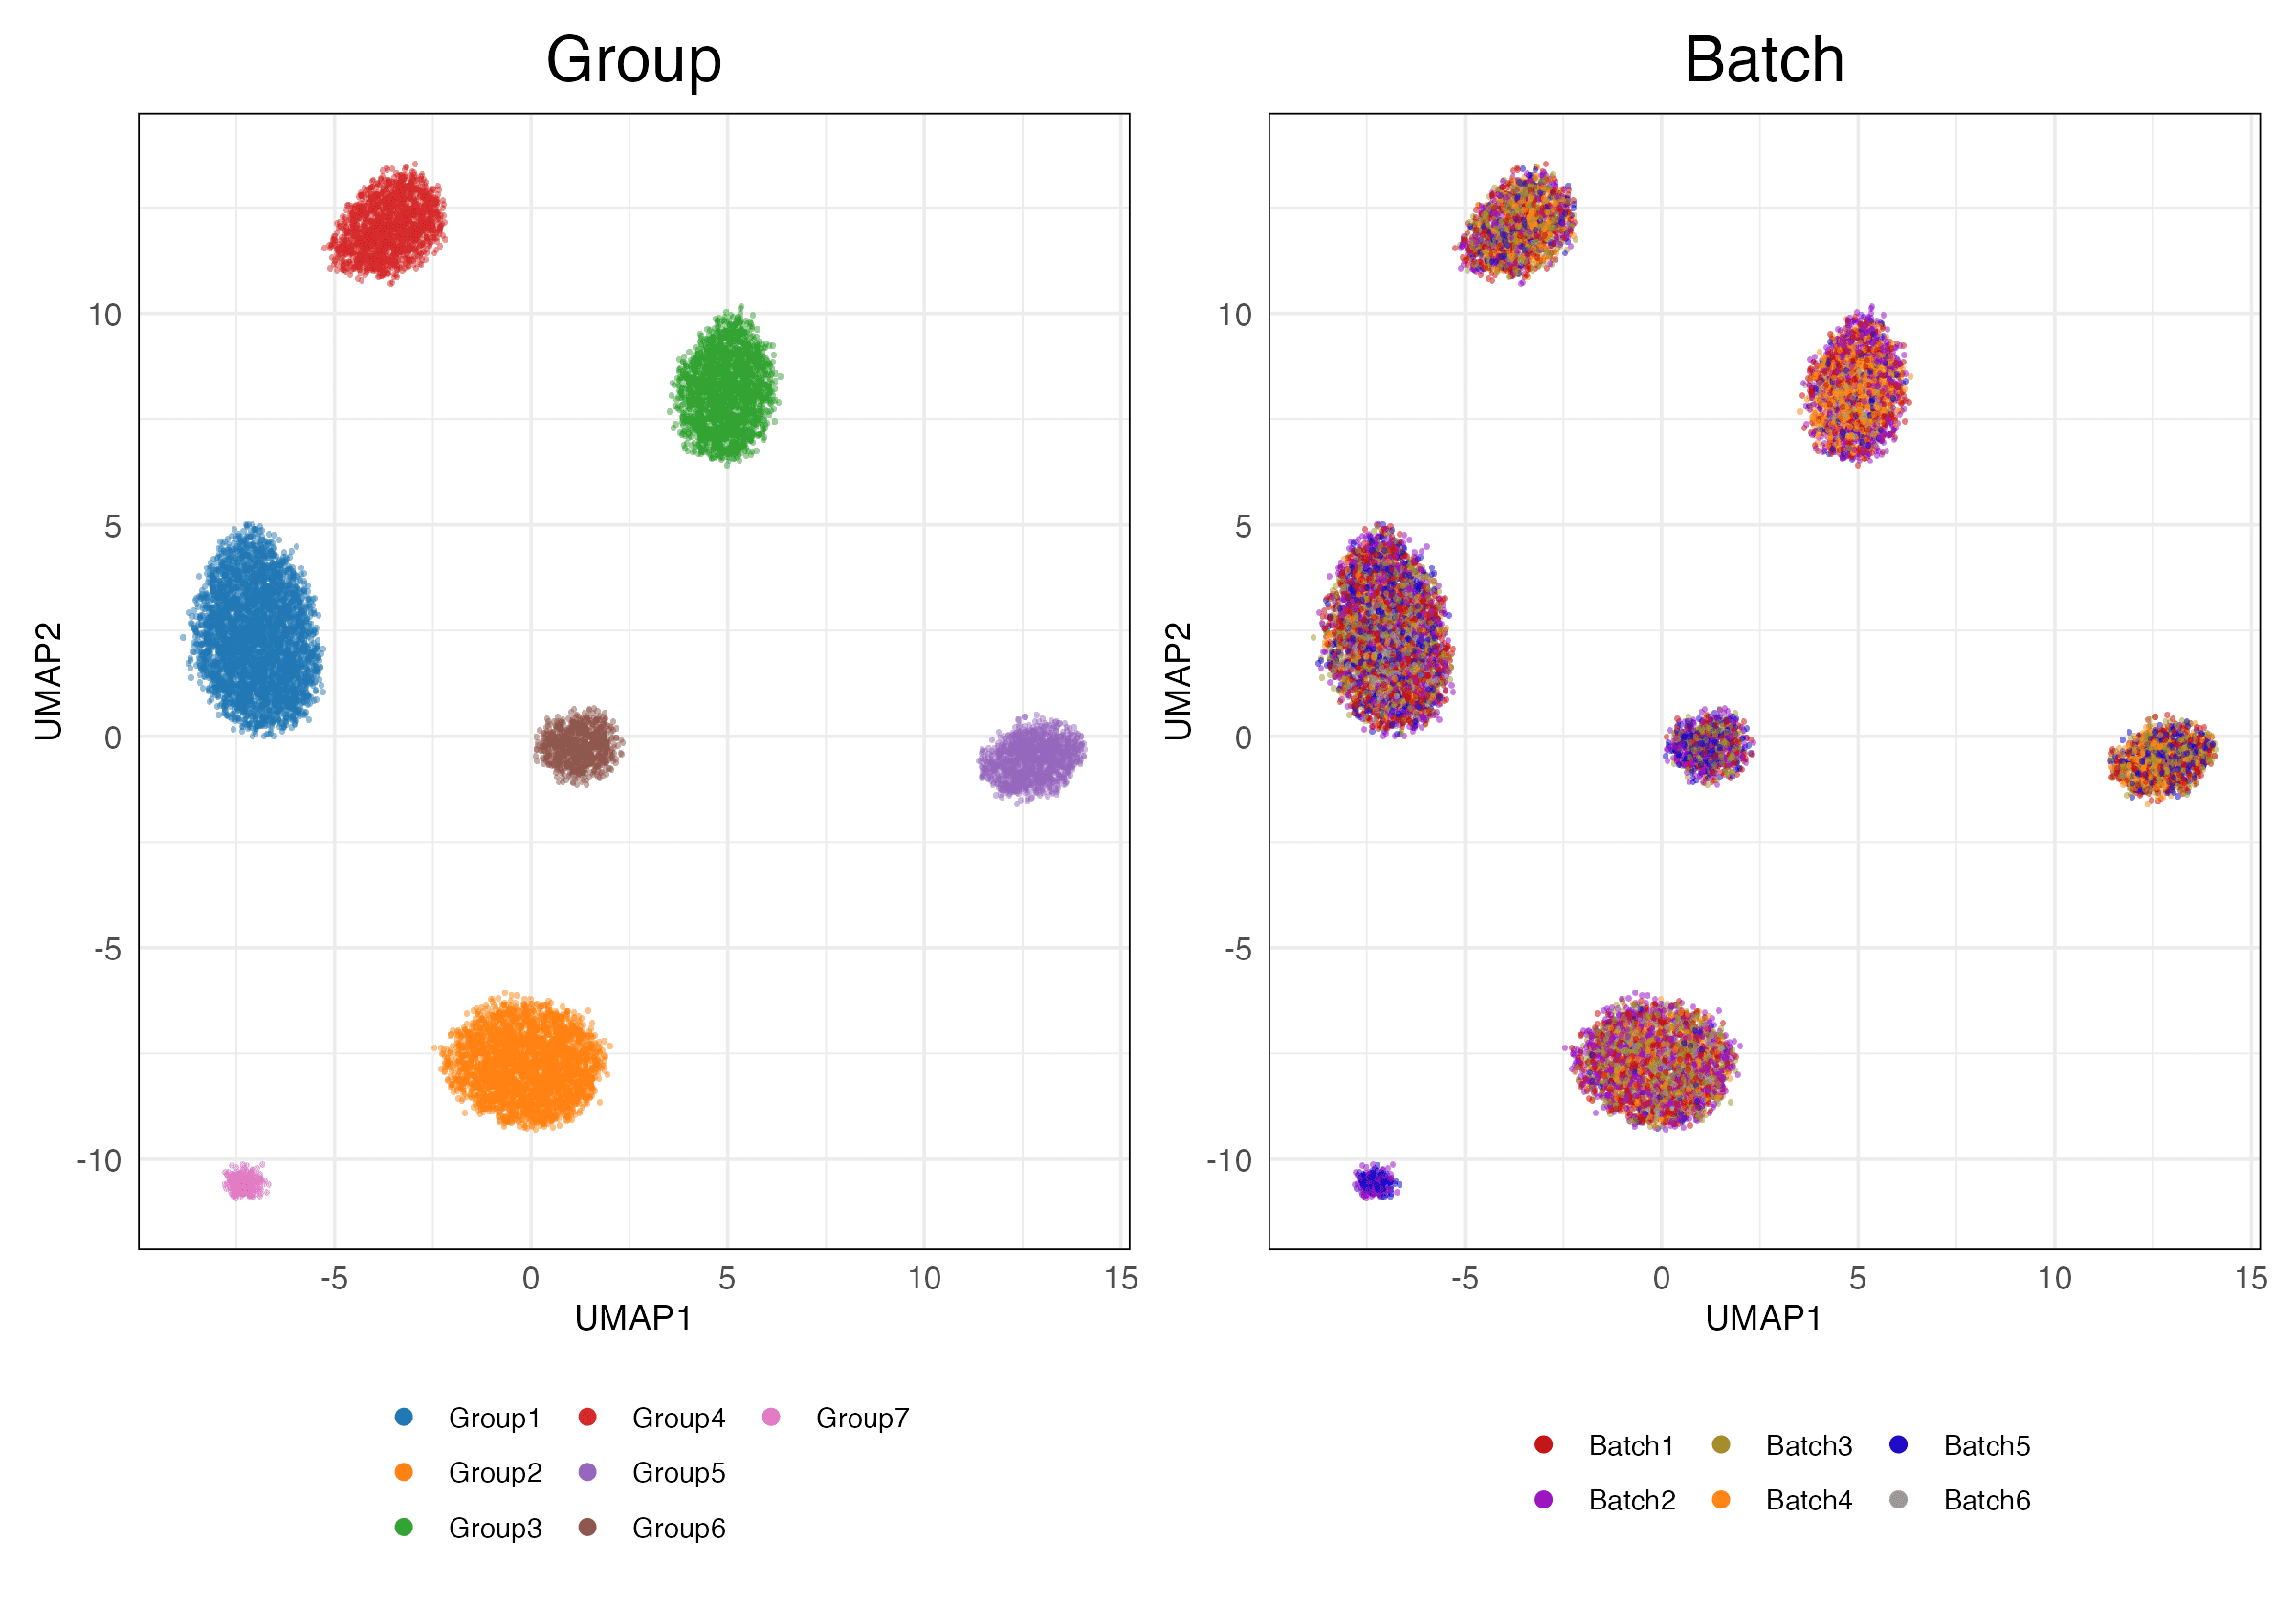 Group
Batch
10
5
0
-5
-10
UMAP2
-5 0 5 10 15
UMAP1
10
5
0
-5
-10
UMAP2
-5 0 5 10 15
UMAP1
Group1 Group4 Group7
Group2 Group5
Group3 Group6
Batch1 Batch3 Batch5
Batch2 Batch4 Batch6